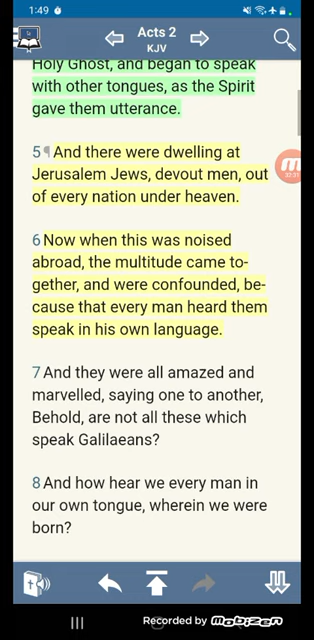 1:49
Acts 2
KJV
Holy Ghost, and began to speak
with other tongues, as the Spirit
gave them utterance.
5¶ And there were dwelling at
Jerusalem Jews, devout men, out
of every nation under heaven.
6 Now when this was noised
abroad, the multitude came to-
gether, and were confounded, be-
cause that every man heard them
speak in his own language.
7 And they were all amazed and
marvelled, saying one to another,
Behold, are not all these which
speak Galilaeans?
8 And how hear we every man in
our own tongue, wherein we were
born?
Recorded by mobizen